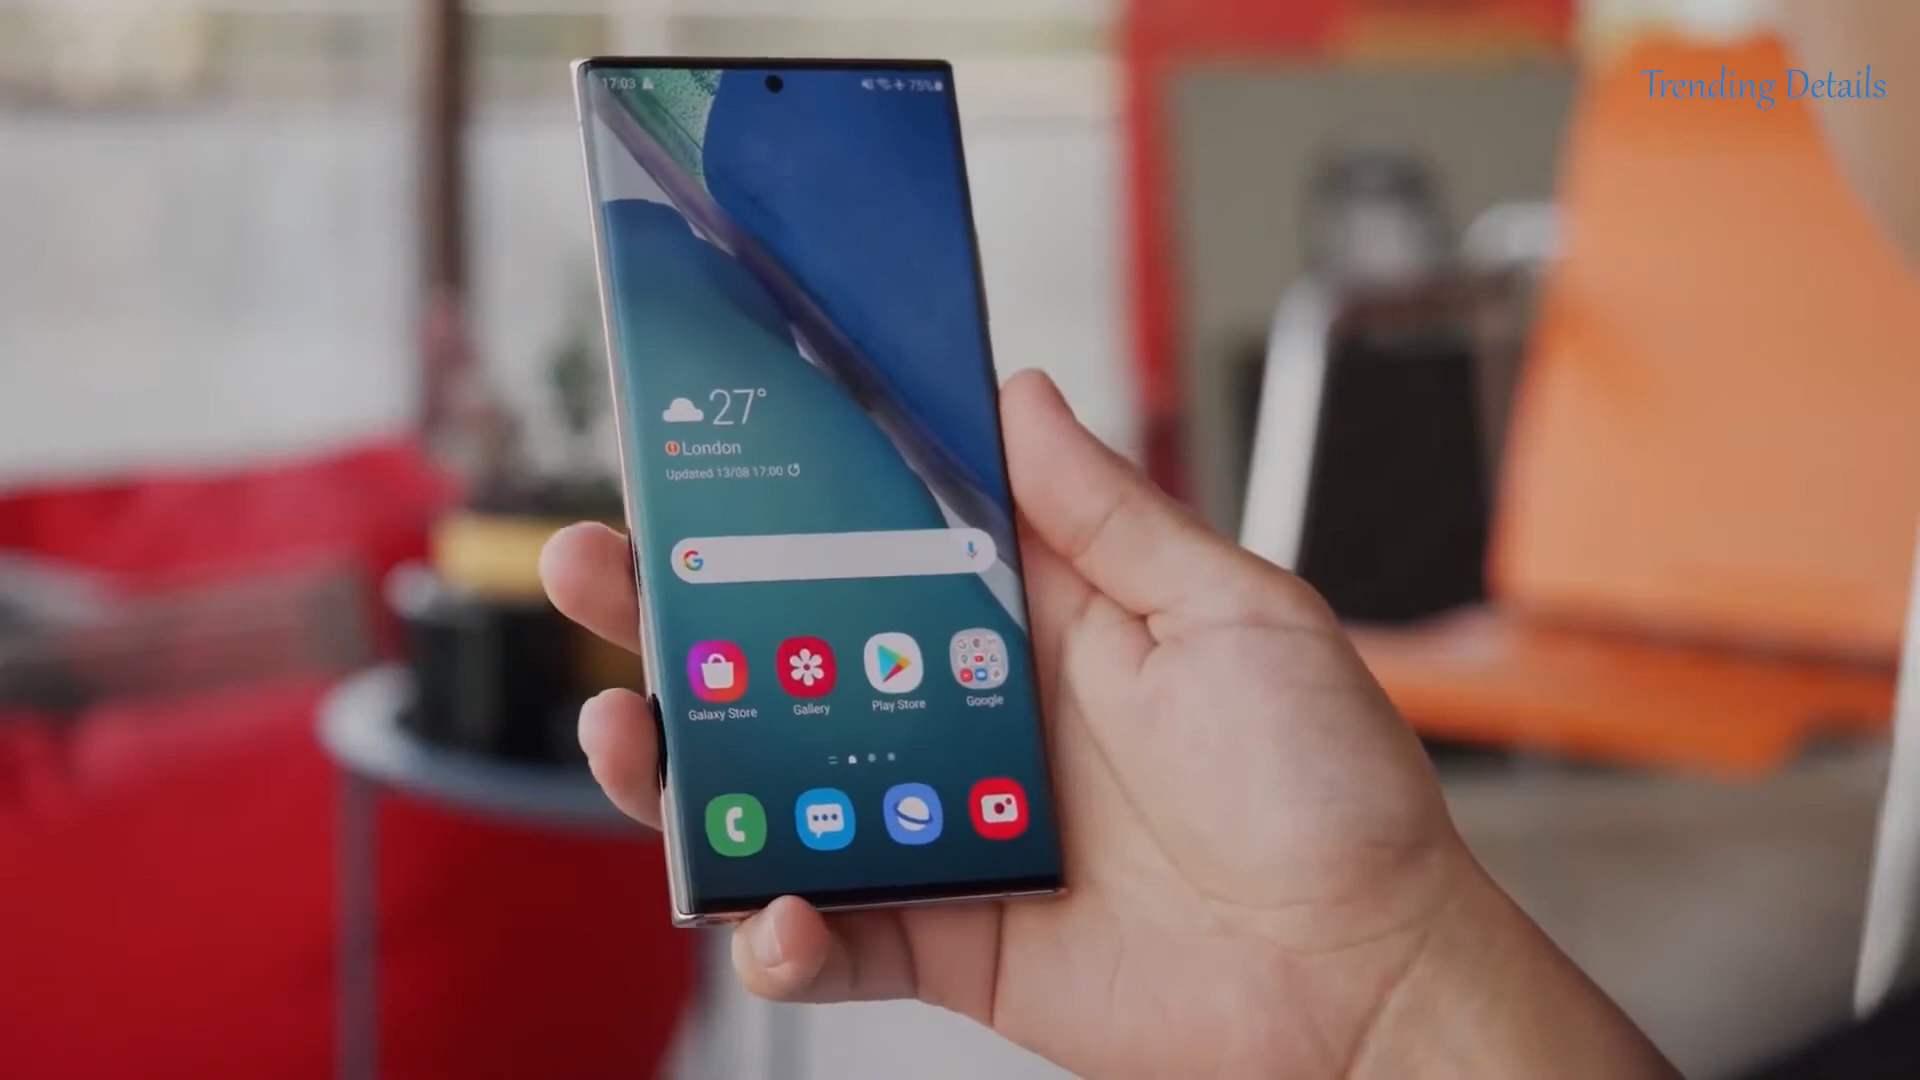 Trending Details
17:03
75%
27°
London
Updated 13/08 17:00
Galaxy Store
Gallery
Play Store
Google